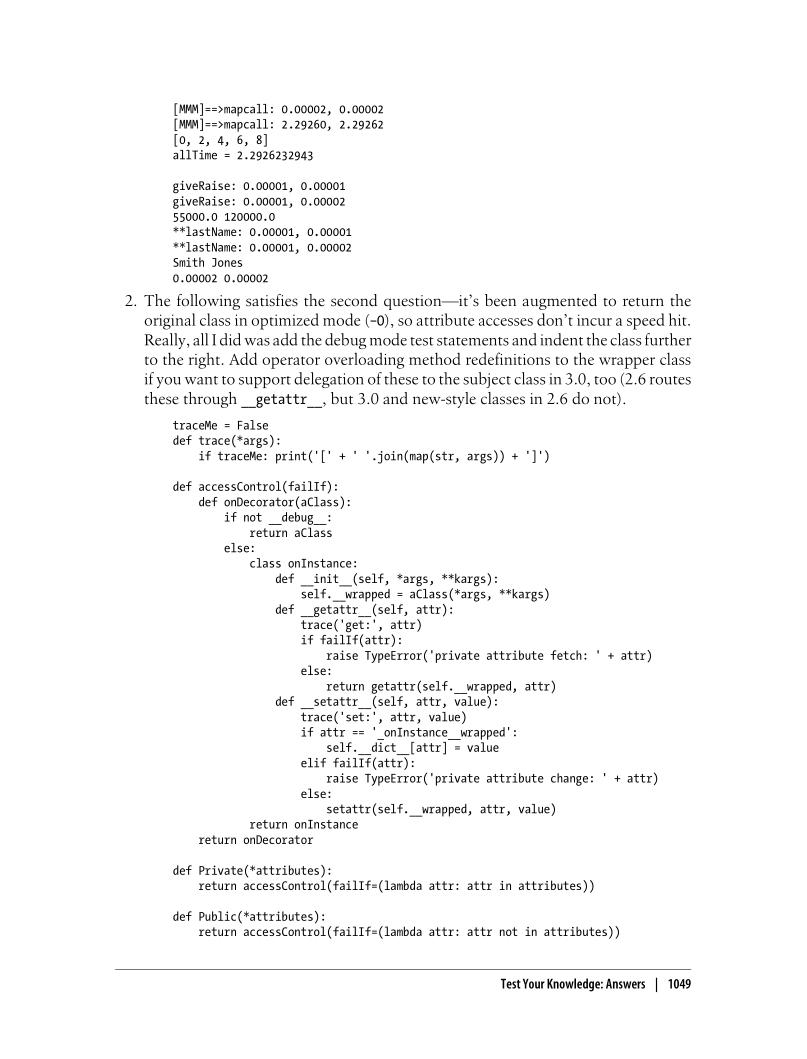 [MMM]==>mapcall: 0.00002, 0.00002
[MMM]==>mapcall: 2.29260, 2.29262
[0, 2, 4, 6, 8]
allTime = 2.2926232943

giveRaise: 0.00001, 0.00001
giveRaise: 0.00001, 0.00002
55000.0 120000.0
**lastName: 0.00001, 0.00001
**lastName: 0.00001, 0.00002
Smith Jones
0.00002 0.00002
2. The following satisfies the second question—it's been augmented to return the
original class in optimized mode (-O), so attribute accesses don't incur a speed hit.
Really, all I did was add the debug mode test statements and indent the class further
to the right. Add operator overloading method redefinitions to the wrapper class
if you want to support delegation of these to the subject class in 3.0, too (2.6 routes
these through __getattr__, but 3.0 and new-style classes in 2.6 do not).
traceMe = False
def trace(*args):
    if traceMe: print('[' + ' '.join(map(str, args)) + ']')

def accessControl(failIf):
    def onDecorator(aClass):
        if not __debug__:
            return aClass
        else:
            class onInstance:
                def __init__(self, *args, **kargs):
                    self.__wrapped = aClass(*args, **kargs)
                def __getattr__(self, attr):
                    trace('get:', attr)
                    if failIf(attr):
                        raise TypeError('private attribute fetch: ' + attr)
                    else:
                        return getattr(self.__wrapped, attr)
                def __setattr__(self, attr, value):
                    trace('set:', attr, value)
                    if attr == '_onInstance__wrapped':
                        self.__dict__[attr] = value
                    elif failIf(attr):
                        raise TypeError('private attribute change: ' + attr)
                    else:
                        setattr(self.__wrapped, attr, value)
            return onInstance
    return onDecorator

def Private(*attributes):
    return accessControl(failIf=(lambda attr: attr in attributes))

def Public(*attributes):
    return accessControl(failIf=(lambda attr: attr not in attributes))
Test Your Knowledge: Answers | 1049